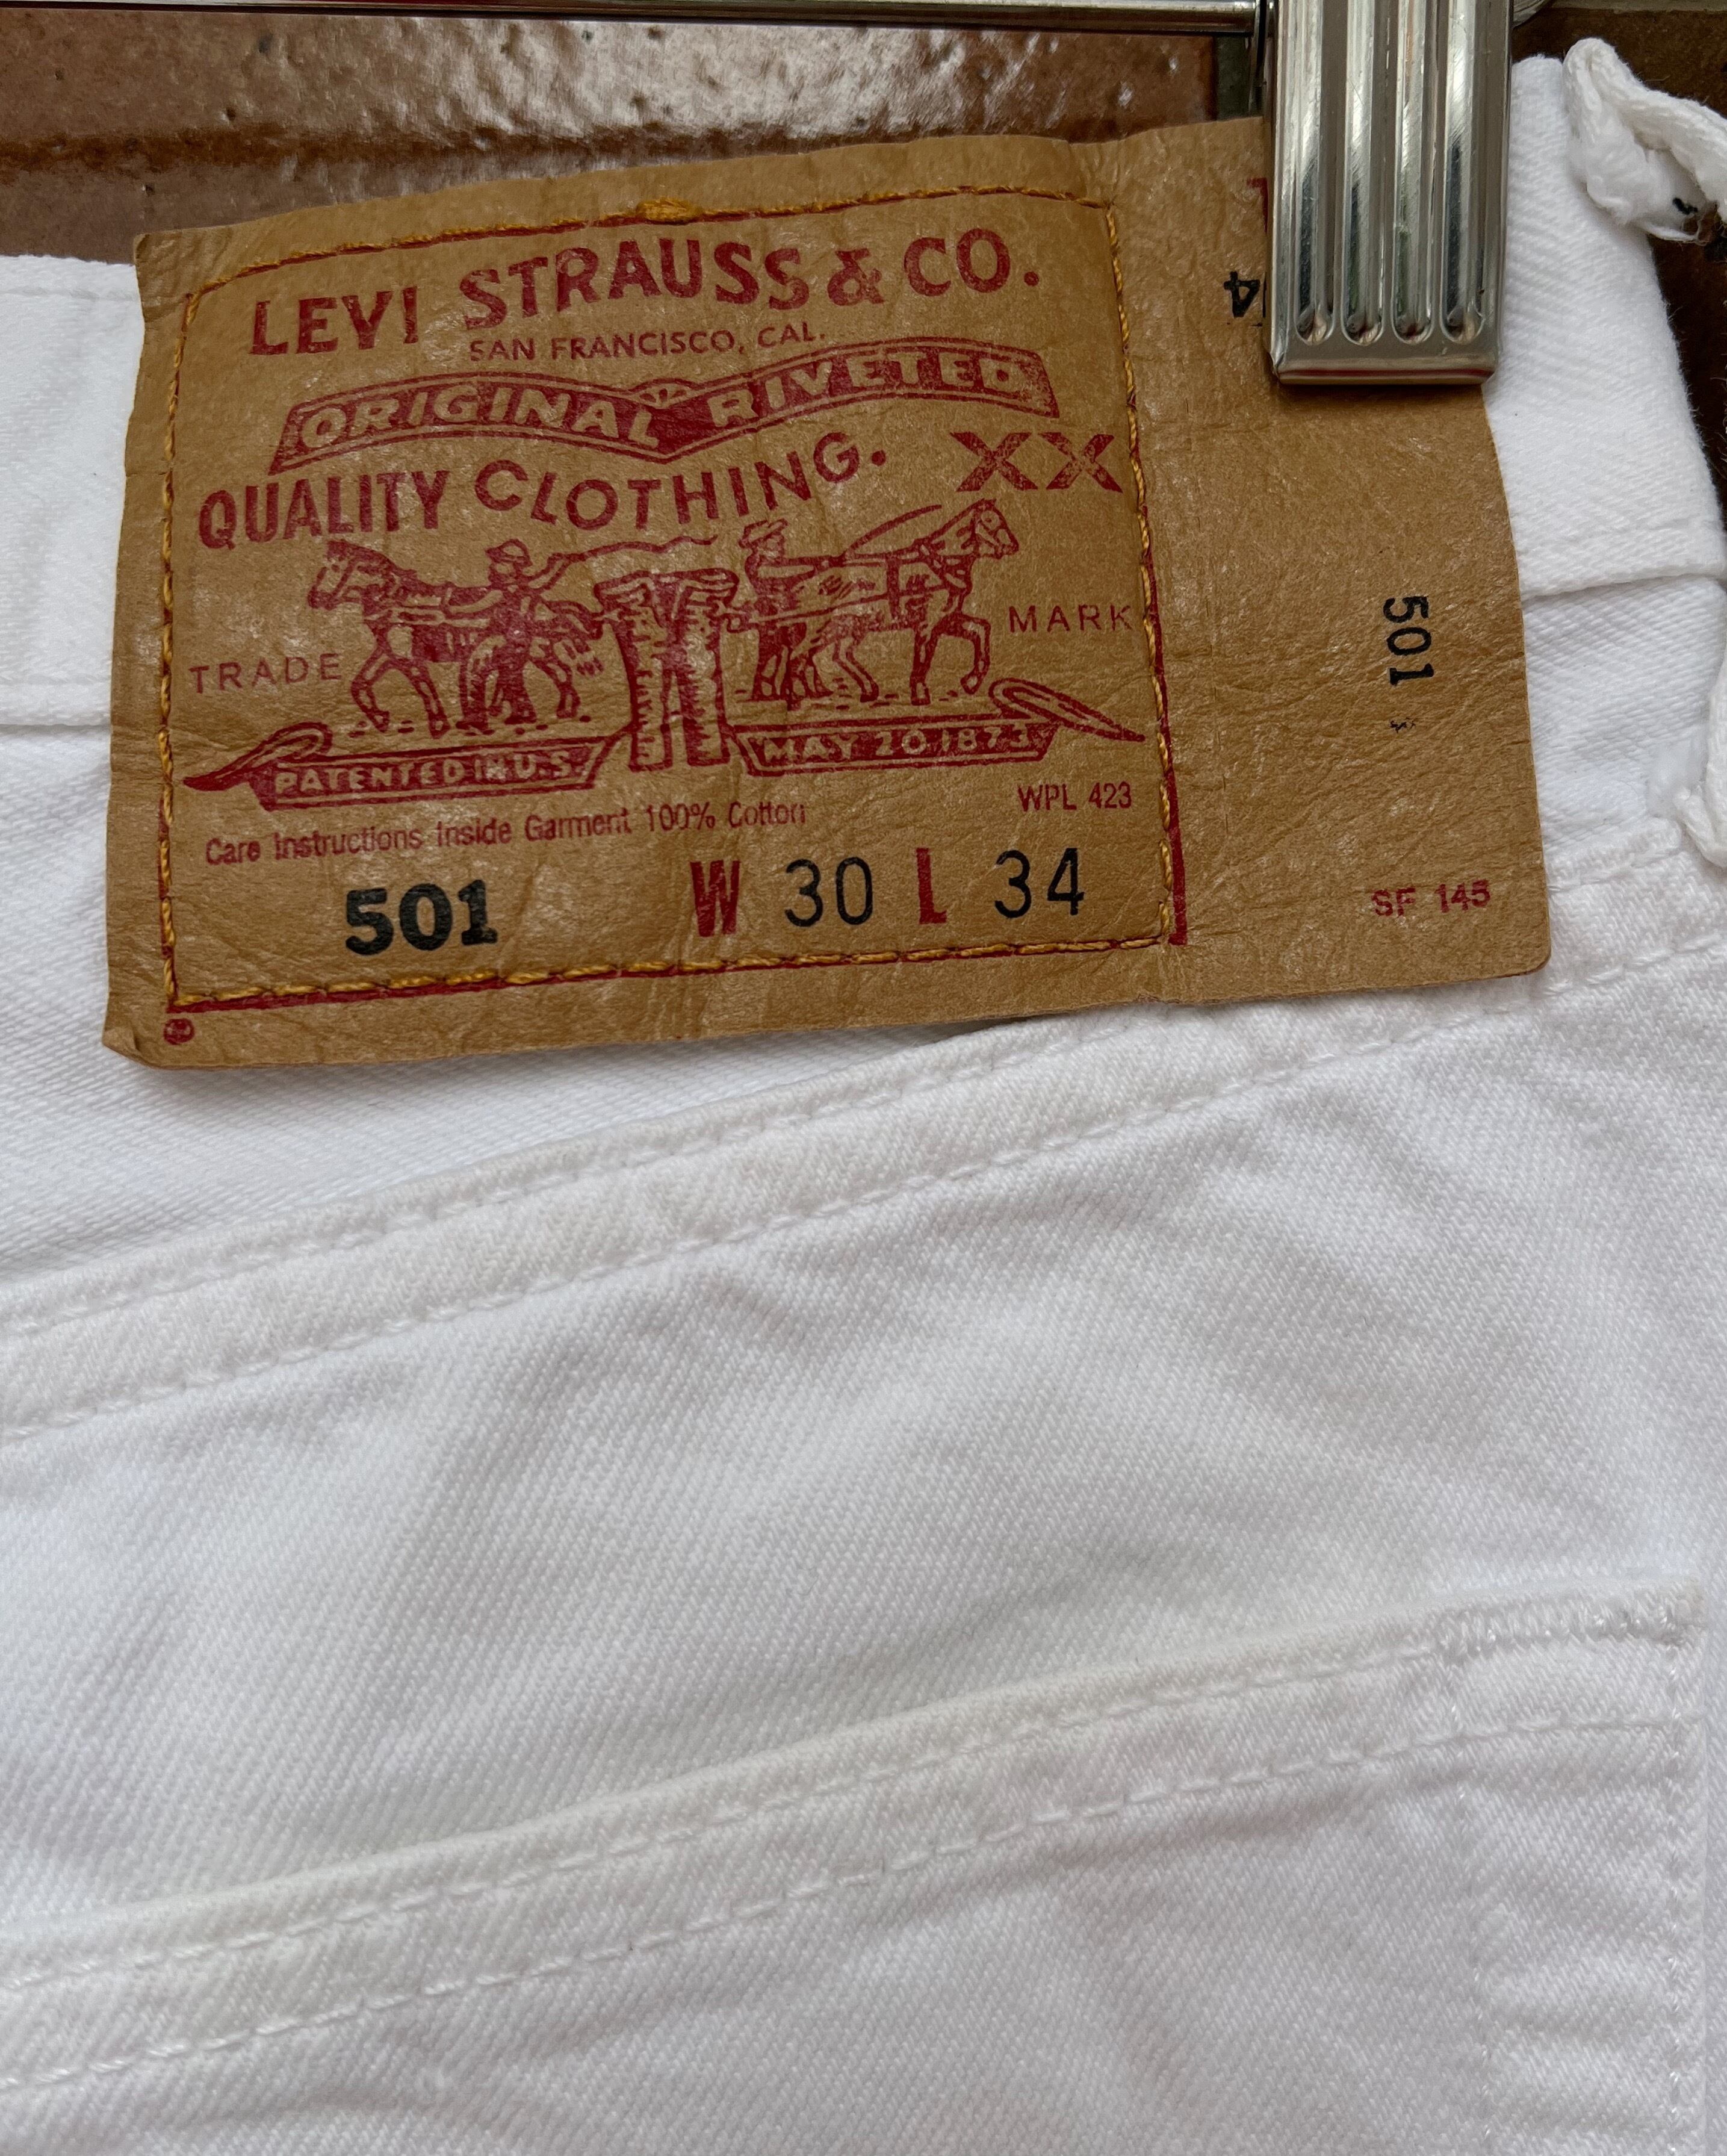 LEVI STRAUSS & CO.
SAN FRANCISCO, CAL.
ORIGINAL RIVETED
QUALITY CLOTHING. XX
TRADE MARK
PATENTED IN U.S. MAY 20 1873
Care Instructions Inside Garment 100% Cotton WPL 423
501 W 30 L 34
501
SF 145